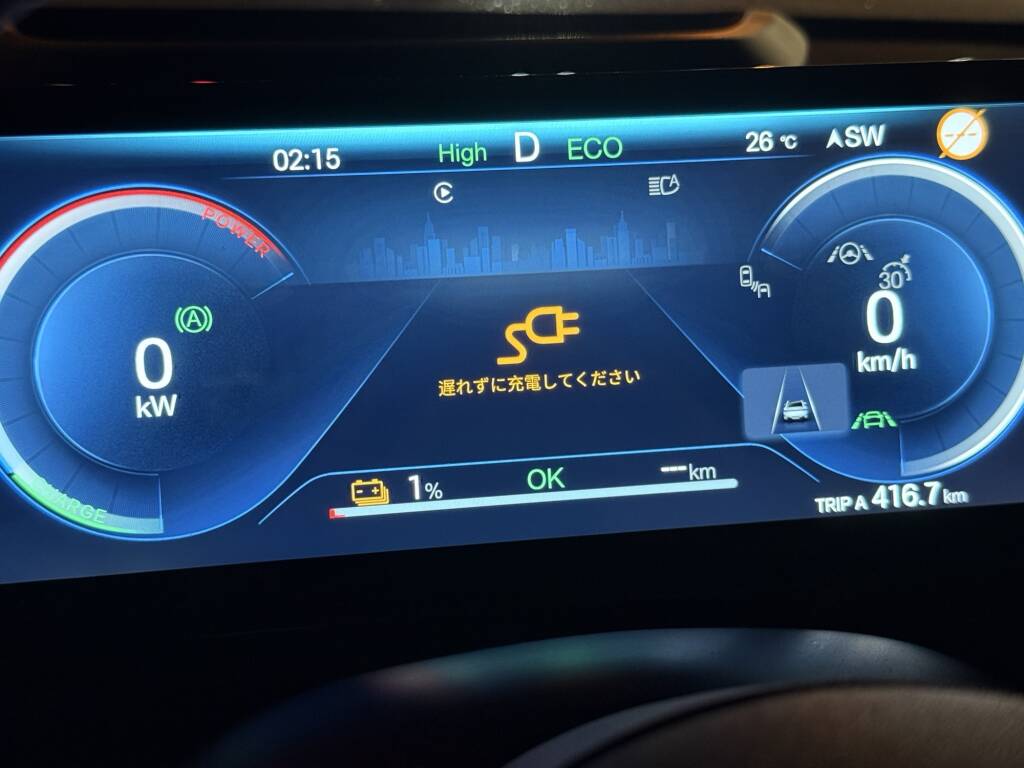 02:15
High D ECO
26 °C
SW
POWER
A
0
kW
CHARGE
遅れずに充電してください
A
30
0
km/h
1%
OK
---km
TRIP A 416.7 km